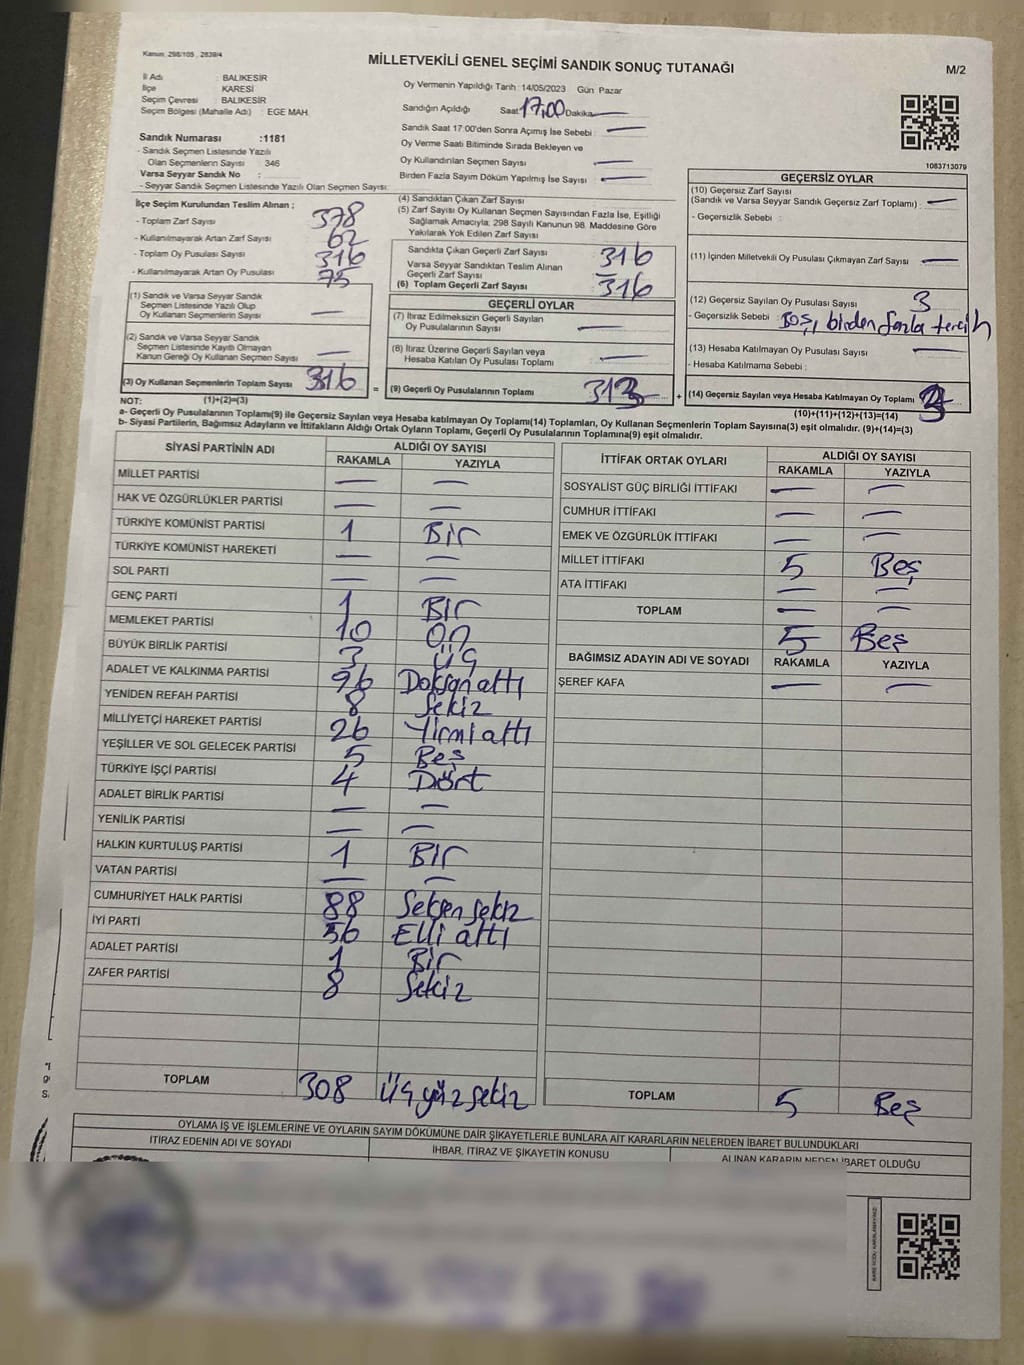 Kanun: 298/105 , 2839/4
MİLLETVEKİLİ GENEL SEÇİMİ SANDIK SONUÇ TUTANAĞI
M/2
İl Adı : BALIKESİR
İlçe : KARESİ
Seçim Çevresi : BALIKESİR
Seçim Bölgesi (Mahalle Adı) : EGE MAH.
Sandık Numarası :1181
- Sandık Seçmen Listesinde Yazılı
Olan Seçmenlerin Sayısı : 346
Varsa Seyyar Sandık No :
- Seyyar Sandık Seçmen Listesinde Yazılı Olan Seçmen Sayısı:
Oy Vermenin Yapıldığı Tarih : 14/05/2023 Gün Pazar
Sandığın Açıldığı Saat 17,00 Dakika —
Sandık Saat 17:00'den Sonra Açımış İse Sebebi : —
Oy Verme Saati Bitiminde Sırada Bekleyen ve
Oy Kullandırılan Seçmen Sayısı : —
Birden Fazla Sayım Döküm Yapılmış İse Sayısı : —
1083713079
İlçe Seçim Kurulundan Teslim Alınan ;
- Toplam Zarf Sayısı : 378
- Kullanılmayarak Artan Zarf Sayısı : 62
- Toplam Oy Pusulası Sayısı : 316
- Kullanılmayarak Artan Oy Pusulası : 75
(1) Sandık ve Varsa Seyyar Sandık
Seçmen Listesinde Yazılı Olup
Oy Kullanan Seçmenlerin Sayısı : —
(2) Sandık ve Varsa Seyyar Sandık
Seçmen Listesinde Kayıtlı Olmayan
Kanun Gereği Oy Kullanan Seçmen Sayısı : —
(3) Oy Kullanan Seçmenlerin Toplam Sayısı : 316 =
(1)+(2)=(3)
(4) Sandıktan Çıkan Zarf Sayısı :
(5) Zarf Sayısı Oy Kullanan Seçmen Sayısından Fazla İse, Eşitliği
Sağlamak Amacıyla; 298 Sayılı Kanunun 98. Maddesine Göre
Yakılarak Yok Edilen Zarf Sayısı :
Sandıkta Çıkan Geçerli Zarf Sayısı : 316
Varsa Seyyar Sandıktan Teslim Alınan
Geçerli Zarf Sayısı : —
(6) Toplam Geçerli Zarf Sayısı : 316
GEÇERLİ OYLAR
(7) İtiraz Edilmeksizin Geçerli Sayılan
Oy Pusulalarının Sayısı : —
(8) İtiraz Üzerine Geçerli Sayılan veya
Hesaba Katılan Oy Pusulası Toplamı : —
(9) Geçerli Oy Pusulalarının Toplamı : 313 +
GEÇERSİZ OYLAR
(10) Geçersiz Zarf Sayısı
(Sandık ve Varsa Seyyar Sandık Geçersiz Zarf Toplamı) : —
- Geçersizlik Sebebi :
(11) İçinden Milletvekili Oy Pusulası Çıkmayan Zarf Sayısı : —
(12) Geçersiz Sayılan Oy Pusulası Sayısı : 3
- Geçersizlik Sebebi : Boş, birden fazla tercih
(13) Hesaba Katılmayan Oy Pusulası Sayısı : —
- Hesaba Katılmama Sebebi :
(14) Geçersiz Sayılan veya Hesaba Katılmayan Oy Toplamı : 3
(10)+(11)+(12)+(13)=(14)
NOT:
a- Geçerli Oy Pusulalarının Toplamı(9) ile Geçersiz Sayılan veya Hesaba katılmayan Oy Toplamı(14) Toplamları, Oy Kullanan Seçmenlerin Toplam Sayısına(3) eşit olmalıdır. (9)+(14)=(3)
b- Siyasi Partilerin, Bağımsız Adayların ve İttifakların Aldığı Ortak Oyların Toplamı, Geçerli Oy Pusulalarının Toplamına(9) eşit olmalıdır.
SİYASİ PARTİNİN ADI ALDIĞI OY SAYISI
RAKAMLA YAZIYLA
MİLLET PARTİSİ — —
HAK VE ÖZGÜRLÜKLER PARTİSİ — —
TÜRKİYE KOMÜNİST PARTİSİ 1 Bir
TÜRKİYE KOMÜNİST HAREKETİ — —
SOL PARTİ — —
GENÇ PARTİ 1 Bir
MEMLEKET PARTİSİ 10 On
BÜYÜK BİRLİK PARTİSİ 3 Üç
ADALET VE KALKINMA PARTİSİ 96 Doksan altı
YENİDEN REFAH PARTİSİ 8 Sekiz
MİLLİYETÇİ HAREKET PARTİSİ 26 Yirmi altı
YEŞİLLER VE SOL GELECEK PARTİSİ 5 Beş
TÜRKİYE İŞÇİ PARTİSİ 4 Dört
ADALET BİRLİK PARTİSİ — —
YENİLİK PARTİSİ — —
HALKIN KURTULUŞ PARTİSİ 1 Bir
VATAN PARTİSİ — —
CUMHURİYET HALK PARTİSİ 88 Seksen sekiz
İYİ PARTİ 56 Elli altı
ADALET PARTİSİ 1 Bir
ZAFER PARTİSİ 8 Sekiz
TOPLAM 308 Üç yüz sekiz
İTTİFAK ORTAK OYLARI ALDIĞI OY SAYISI
RAKAMLA YAZIYLA
SOSYALİST GÜÇ BİRLİĞİ İTTİFAKI — —
CUMHUR İTTİFAKI — —
EMEK VE ÖZGÜRLÜK İTTİFAKI — —
MİLLET İTTİFAKI 5 Beş
ATA İTTİFAKI — —
TOPLAM — —
5 Beş
BAĞIMSIZ ADAYIN ADI VE SOYADI RAKAMLA YAZIYLA
ŞEREF KAFA — —
TOPLAM 5 Beş
OYLAMA İŞ VE İŞLEMLERİNE VE OYLARIN SAYIM DÖKÜMÜNE DAİR ŞİKAYETLERLE BUNLARA AİT KARARLARIN NELERDEN İBARET BULUNDUKLARI
İTİRAZ EDENİN ADI VE SOYADI İHBAR, İTİRAZ VE ŞİKAYETİN KONUSU ALINAN KARARIN NEDEN İBARET OLDUĞU
KARE KODU KARALAMAYINIZ!